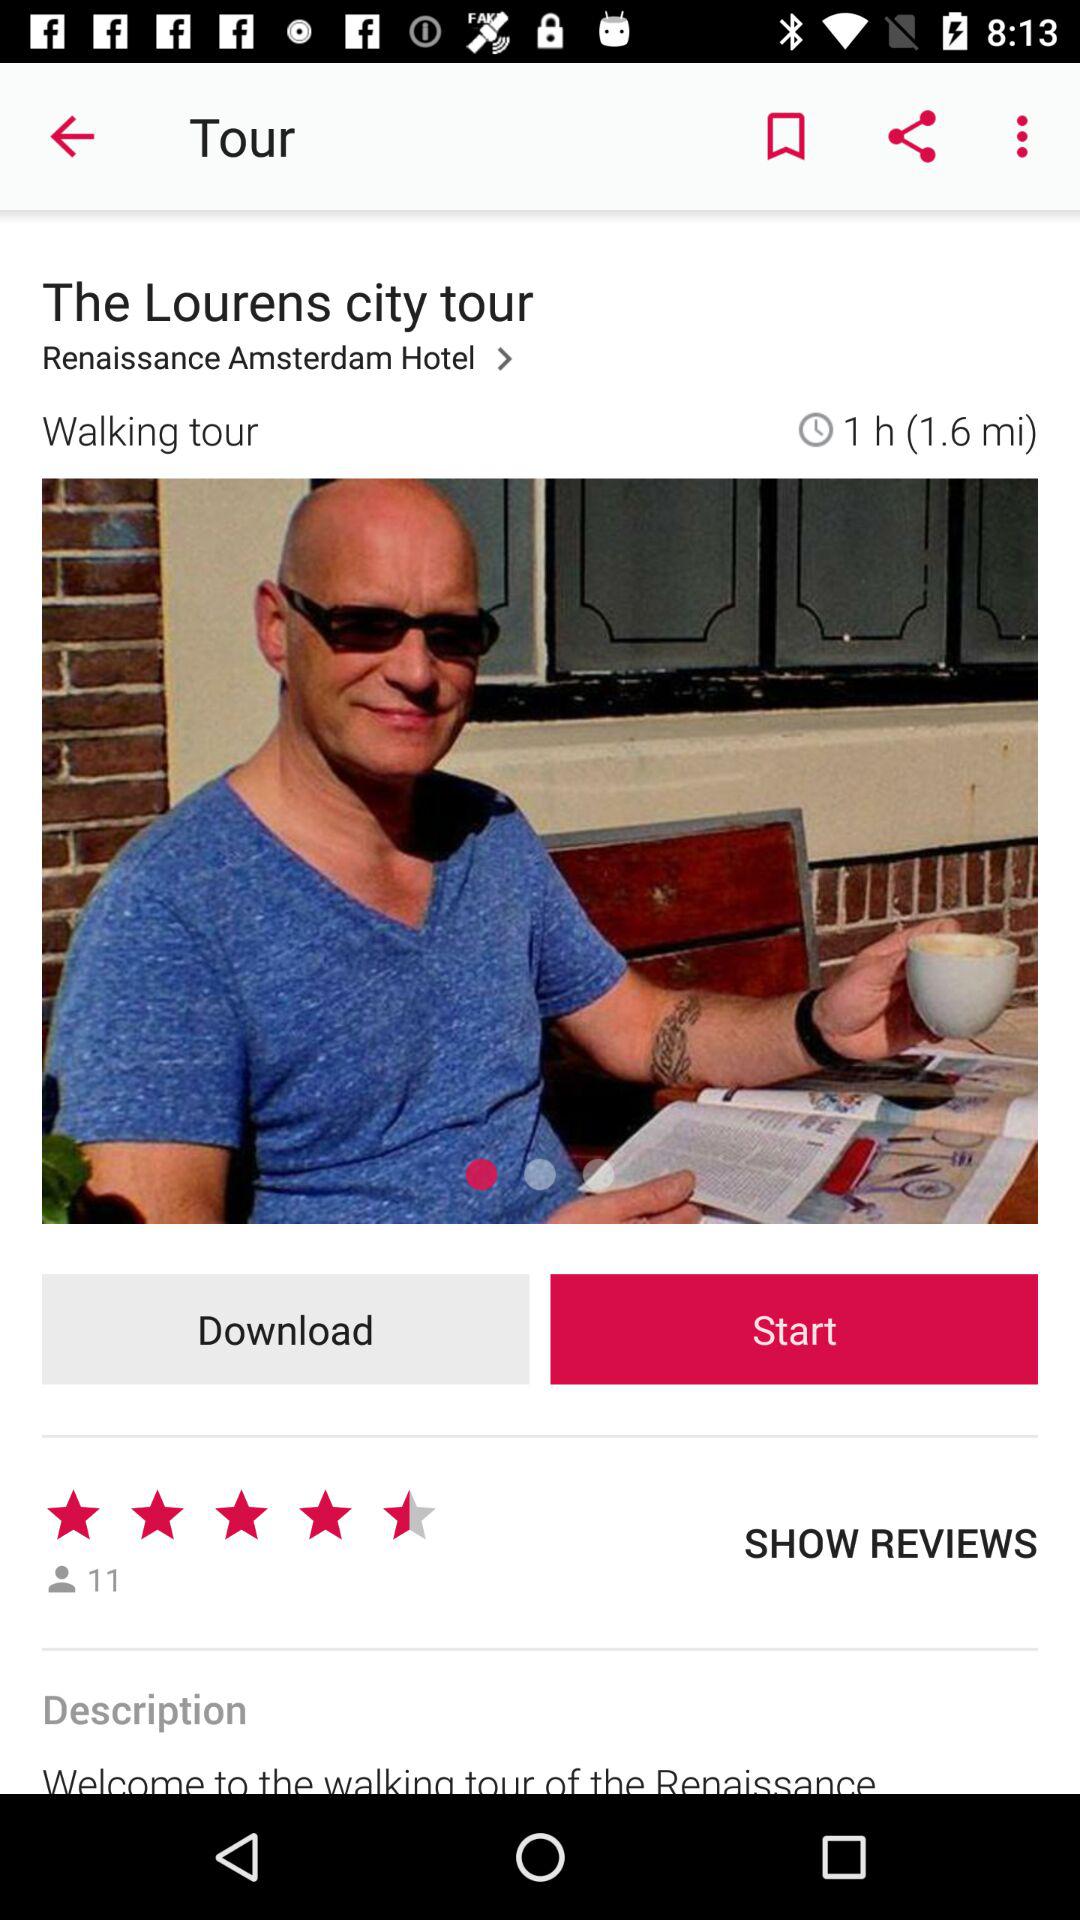 FAKE
8:13
Tour
The Lourens city tour
Renaissance Amsterdam Hotel
Walking tour
1 h (1.6 mi)
Download
Start
SHOW REVIEWS
11
Description
Welcome to the walking tour of the Renaissance